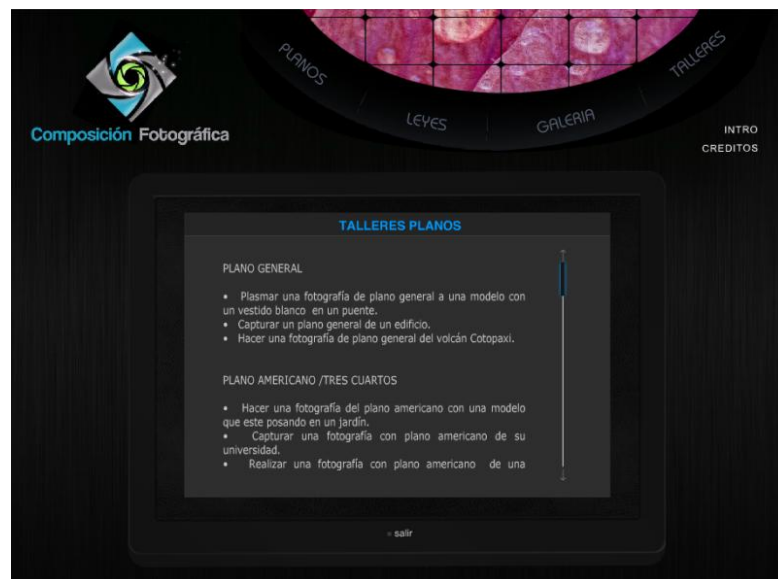 PLANOS
LEYES
GALERIA
TALLERES
Composición Fotográfica
INTRO
CREDITOS
TALLERES PLANOS
PLANO GENERAL
• Plasmar una fotografía de plano general a una modelo con
un vestido blanco en un puente.
• Capturar un plano general de un edificio.
• Hacer una fotografía de plano general del volcán Cotopaxi.
PLANO AMERICANO /TRES CUARTOS
• Hacer una fotografía del plano americano con una modelo
que este posando en un jardín.
• Capturar una fotografía con plano americano de su
universidad.
• Realizar una fotografía con plano americano de una
salir